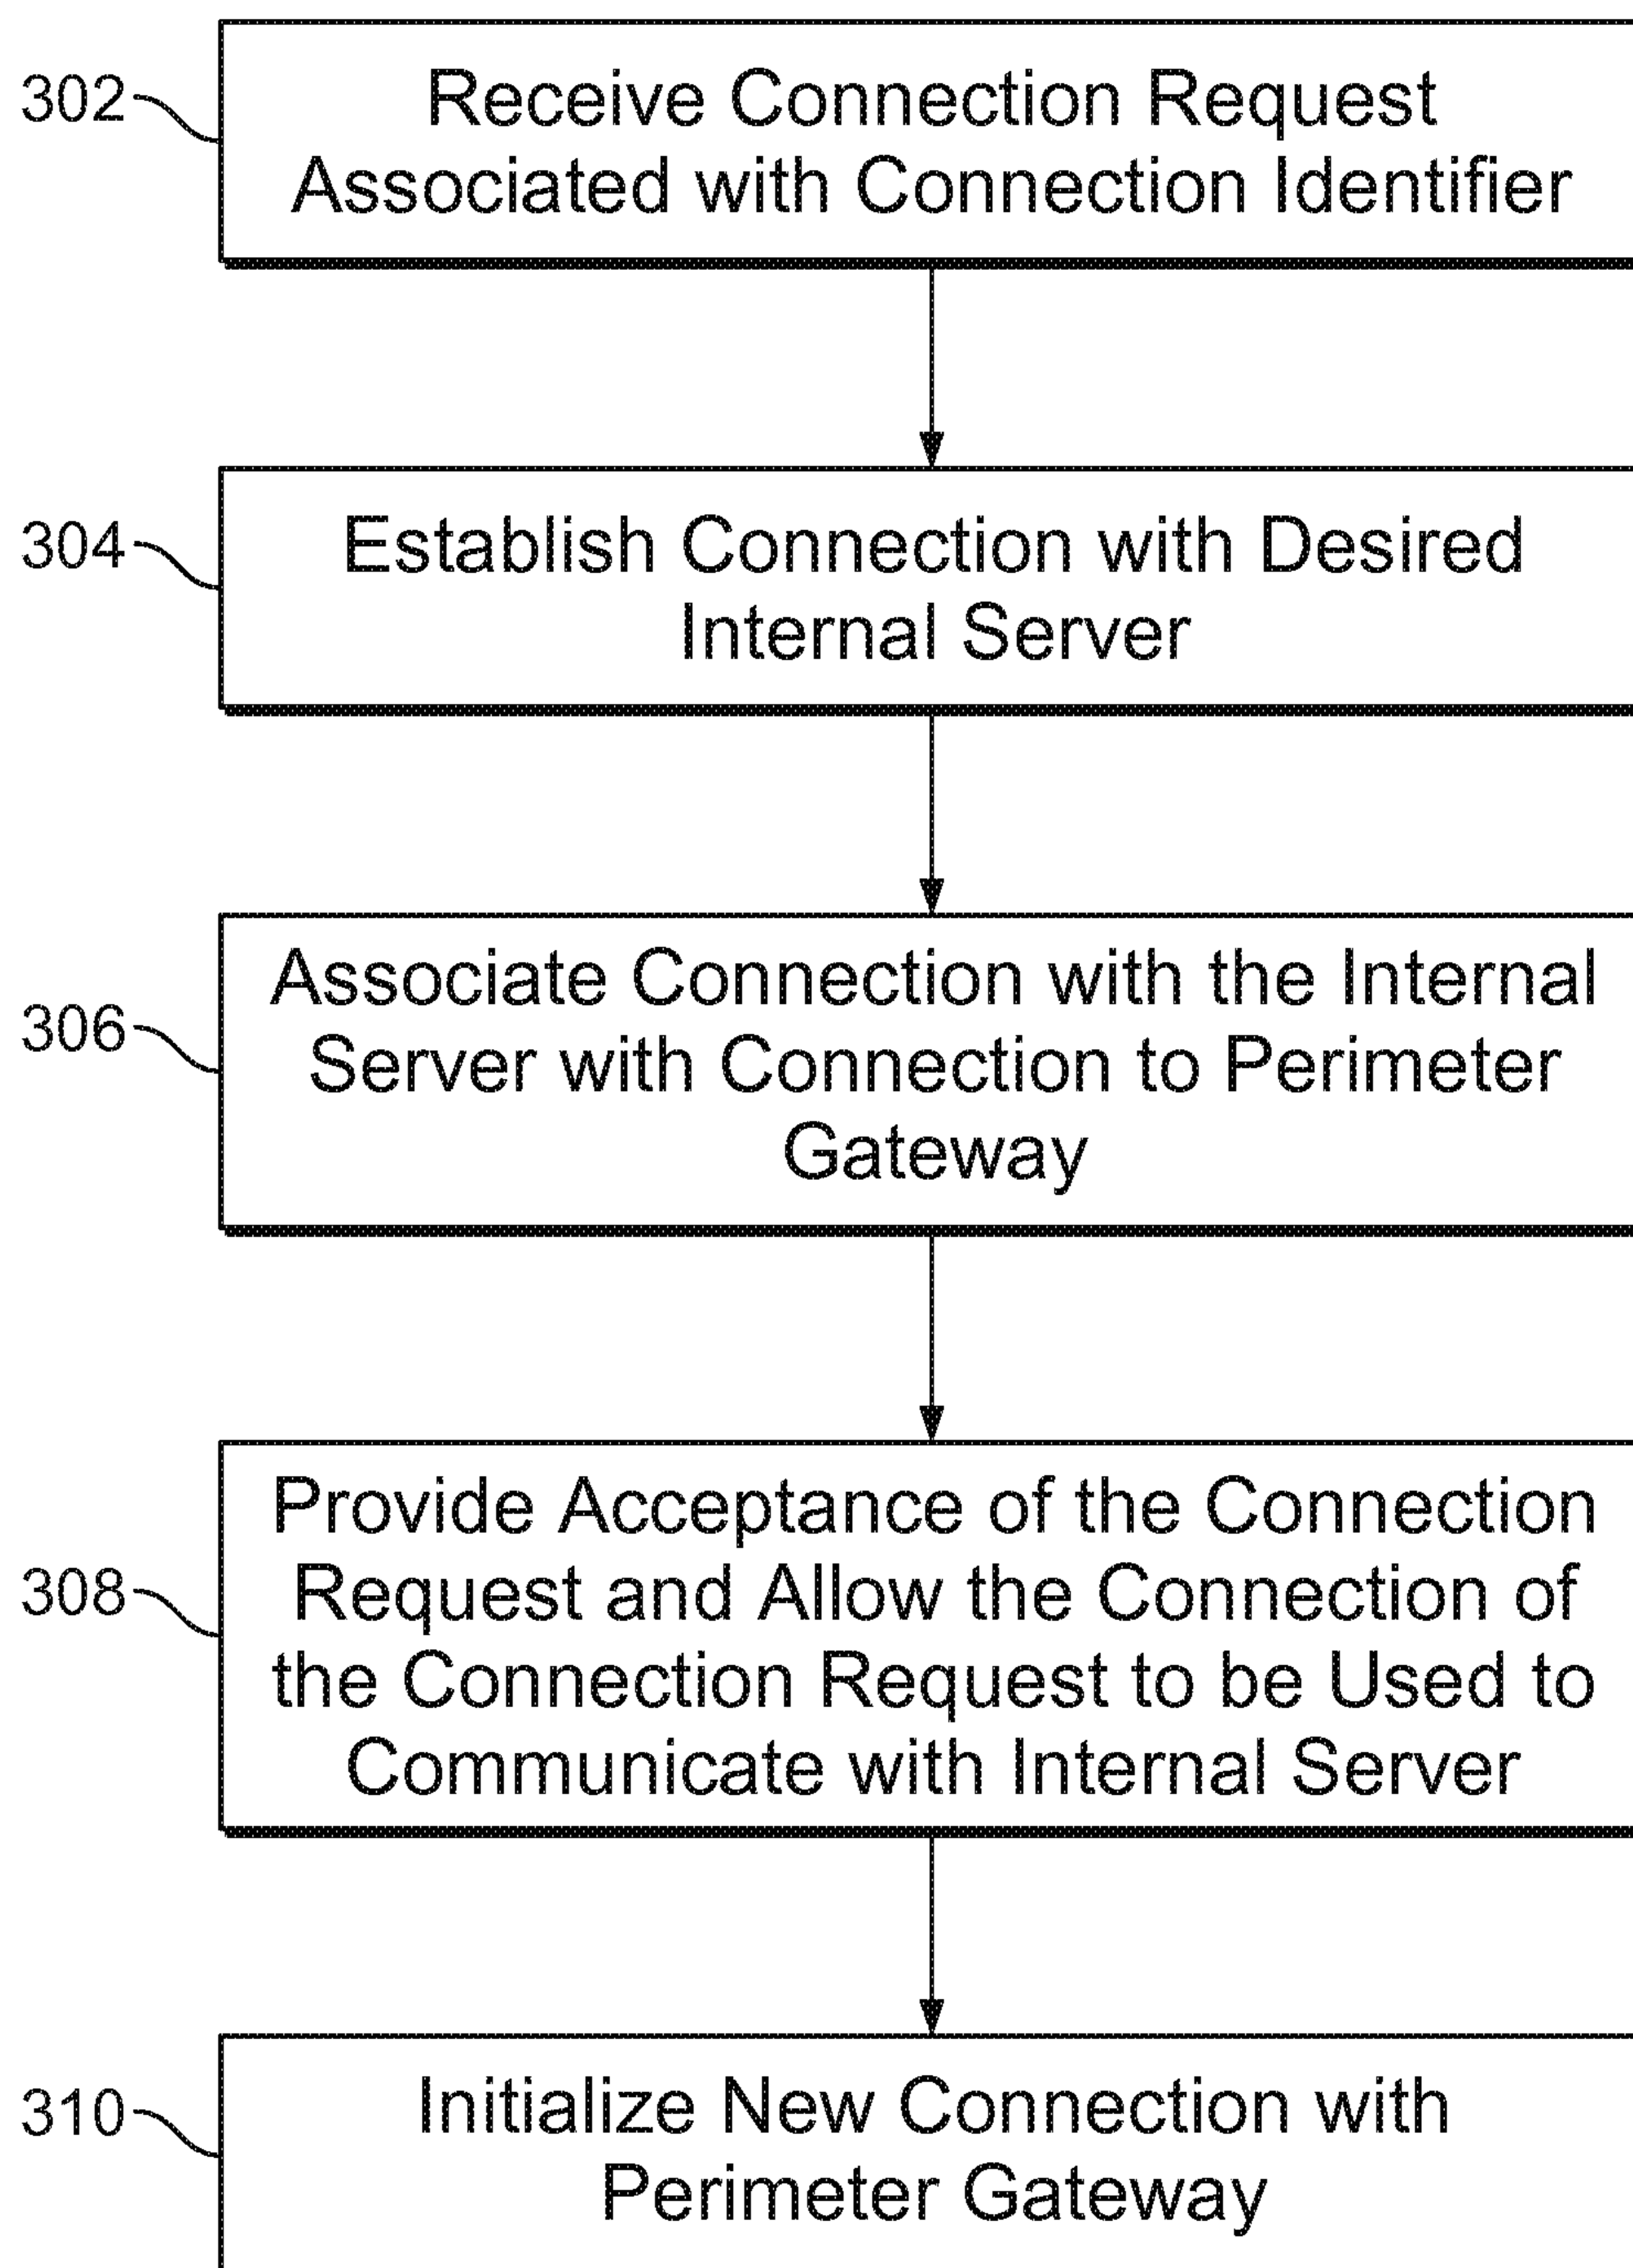 302
Receive Connection Request
Associated with Connection Identifier
304
Establish Connection with Desired
Internal Server
306
Associate Connection with the Internal
Server with Connection to Perimeter
Gateway
308
Provide Acceptance of the Connection
Request and Allow the Connection of
the Connection Request to be Used to
Communicate with Internal Server
310
Initialize New Connection with
Perimeter Gateway